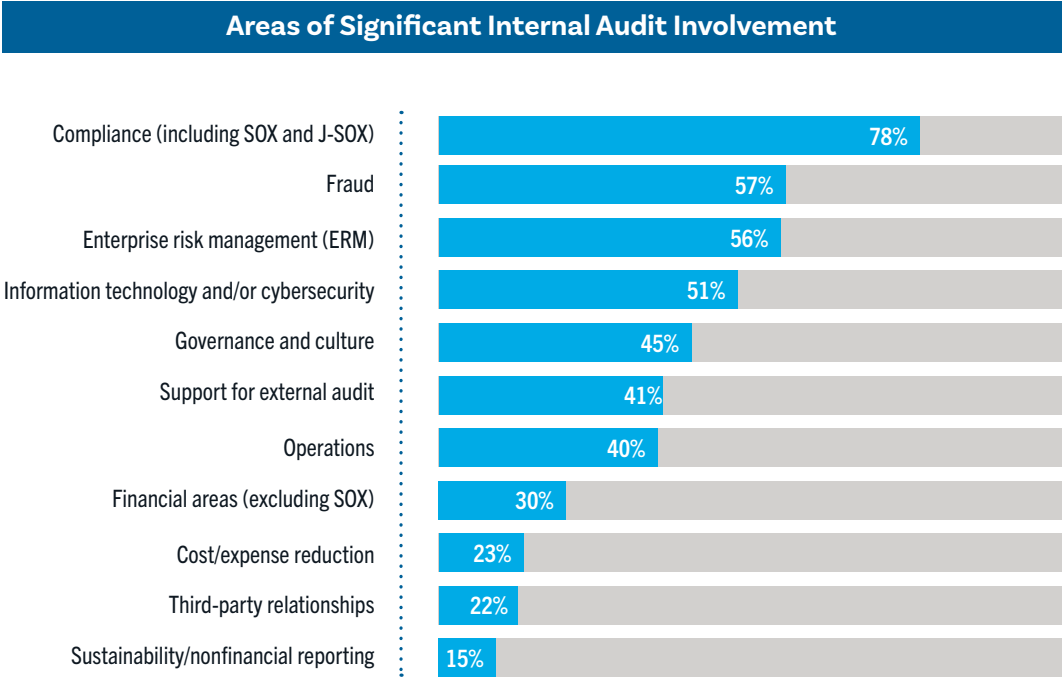 Areas of Significant Internal Audit Involvement
Compliance (including SOX and J-SOX) 78%
Fraud 57%
Enterprise risk management (ERM) 56%
Information technology and/or cybersecurity 51%
Governance and culture 45%
Support for external audit 41%
Operations 40%
Financial areas (excluding SOX) 30%
Cost/expense reduction 23%
Third-party relationships 22%
Sustainability/nonfinancial reporting 15%